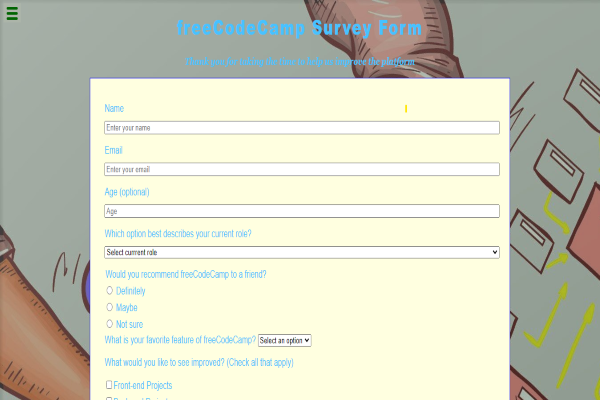 freeCodeCamp Survey Form
Thank you for taking the time to help us improve the platform
Name
Enter your name
Email
Enter your email
Age (optional)
Age
Which option best describes your current role?
Select currrent role
Would you recommend freeCodeCamp to a friend?
Definitely
Maybe
Not sure
What is your favorite feature of freeCodeCamp? Select an option
What would you like to see improved? (Check all that apply)
Front-end Projects